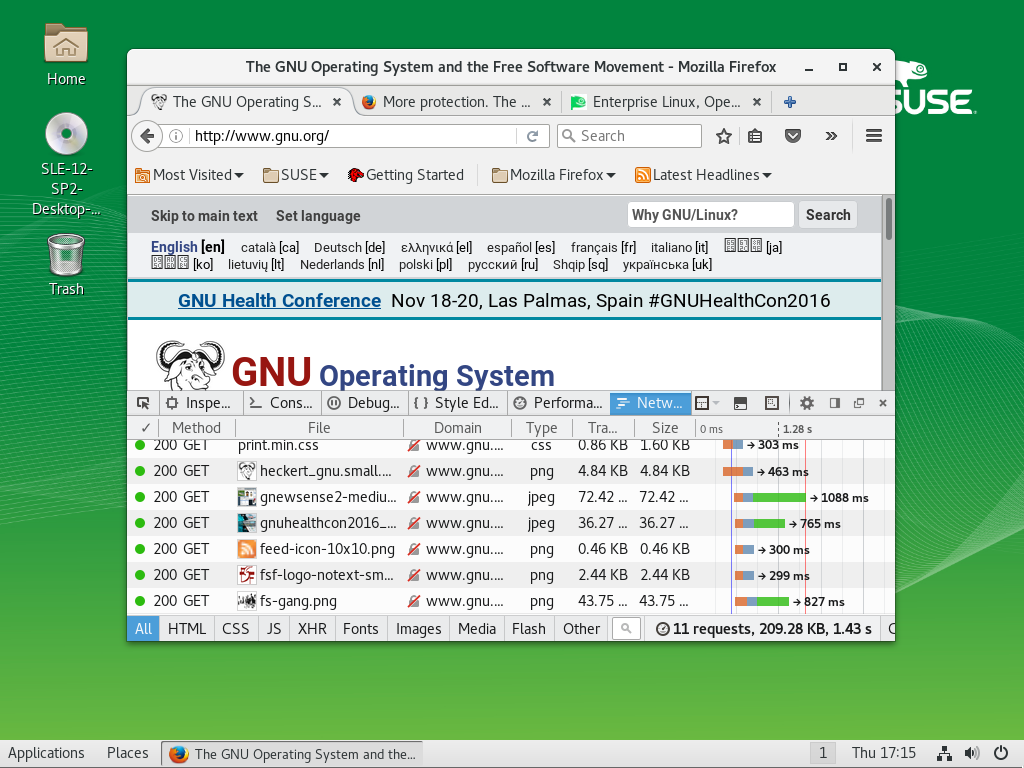 Home
SLE-12-
SP2-
Desktop-...
Trash
SUSE
The GNU Operating System and the Free Software Movement - Mozilla Firefox
The GNU Operating S... More protection. The ... Enterprise Linux, Ope...
http://www.gnu.org/ Search
Most Visited SUSE Getting Started Mozilla Firefox Latest Headlines
Skip to main text Set language Why GNU/Linux? Search
English [en] català [ca] Deutsch [de] ελληνικά [el] español [es] français [fr] italiano [it] [ja]
[ko] lietuvių [lt] Nederlands [nl] polski [pl] русский [ru] Shqip [sq] українська [uk]
GNU Health Conference Nov 18-20, Las Palmas, Spain #GNUHealthCon2016
GNU Operating System
Inspe... Cons... Debug... Style Ed... Performa... Netw...
✓ Method File Domain Type Tra... Size 0 ms 1.28 s
200 GET print.min.css www.gnu.... css 0.86 KB 1.60 KB → 303 ms
200 GET heckert_gnu.small.... www.gnu.... png 4.84 KB 4.84 KB → 463 ms
200 GET gnewsense2-mediu... www.gnu.... jpeg 72.42 ... 72.42 ... → 1088 ms
200 GET gnuhealthcon2016_... www.gnu.... jpeg 36.27 ... 36.27 ... → 765 ms
200 GET feed-icon-10x10.png www.gnu.... png 0.46 KB 0.46 KB → 300 ms
200 GET fsf-logo-notext-sm... www.gnu.... png 2.44 KB 2.44 KB → 299 ms
200 GET fs-gang.png www.gnu.... png 43.75 ... 43.75 ... → 827 ms
All HTML CSS JS XHR Fonts Images Media Flash Other 11 requests, 209.28 KB, 1.43 s
Applications Places The GNU Operating System and the... 1 Thu 17:15